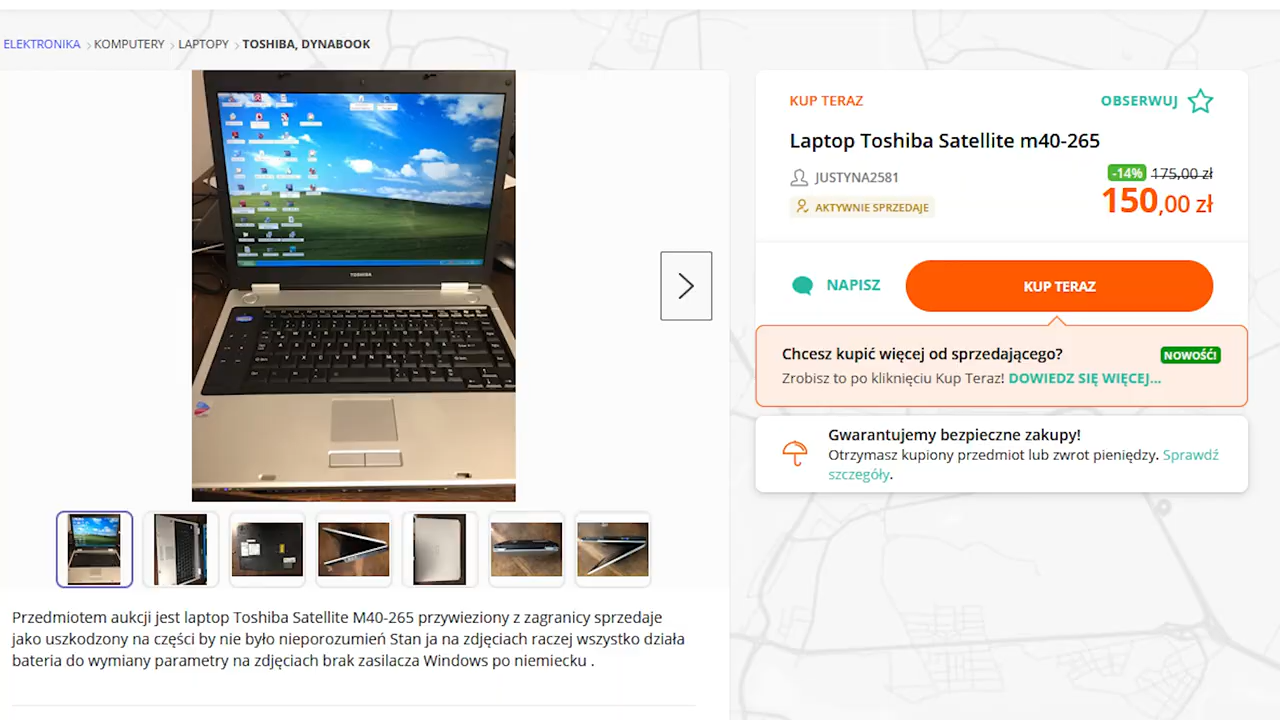 ELEKTRONIKA > KOMPUTERY > LAPTOPY > TOSHIBA, DYNABOOK
TOSHIBA
KUP TERAZ
OBSERWUJ
Laptop Toshiba Satellite m40-265
JUSTYNA2581
-14% 175,00 zł
AKTYWNIE SPRZEDAJE
150,00 zł
NAPISZ
KUP TERAZ
Chcesz kupić więcej od sprzedającego?
NOWOŚĆ!
Zrobisz to po kliknięciu Kup Teraz! DOWIEDZ SIĘ WIĘCEJ...
Gwarantujemy bezpieczne zakupy!
Otrzymasz kupiony przedmiot lub zwrot pieniędzy. Sprawdź
szczegóły.
Przedmiotem aukcji jest laptop Toshiba Satellite M40-265 przywieziony z zagranicy sprzedaje
jako uszkodzony na części by nie było nieporozumień Stan ja na zdjęciach raczej wszystko działa
bateria do wymiany parametry na zdjęciach brak zasilacza Windows po niemiecku .